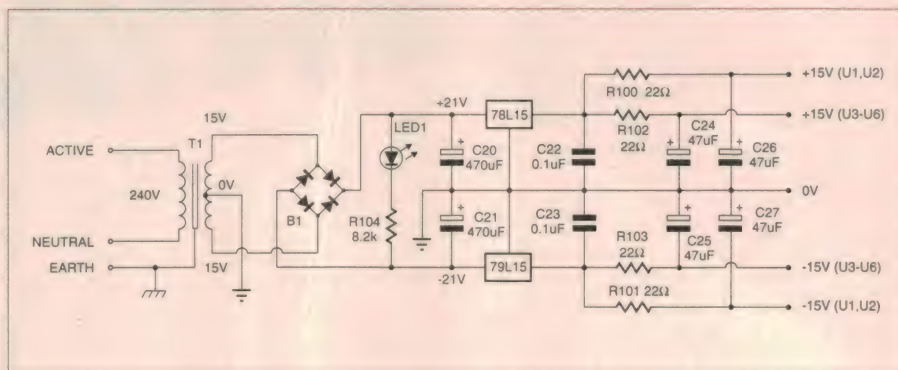 ACTIVE
NEUTRAL
EARTH
240V
T1
15V
0V
15V
B1
LED1
R104
8.2k
+21V
-21V
+
C20
470uF
+
C21
470uF
78L15
79L15
C22
0.1uF
C23
0.1uF
R100 22Ω
R102
22Ω
R103
22Ω
R101 22Ω
+
C24
47uF
+
C25
47uF
+
C26
47uF
+
C27
47uF
+15V (U1,U2)
+15V (U3-U6)
0V
-15V (U3-U6)
-15V (U1,U2)